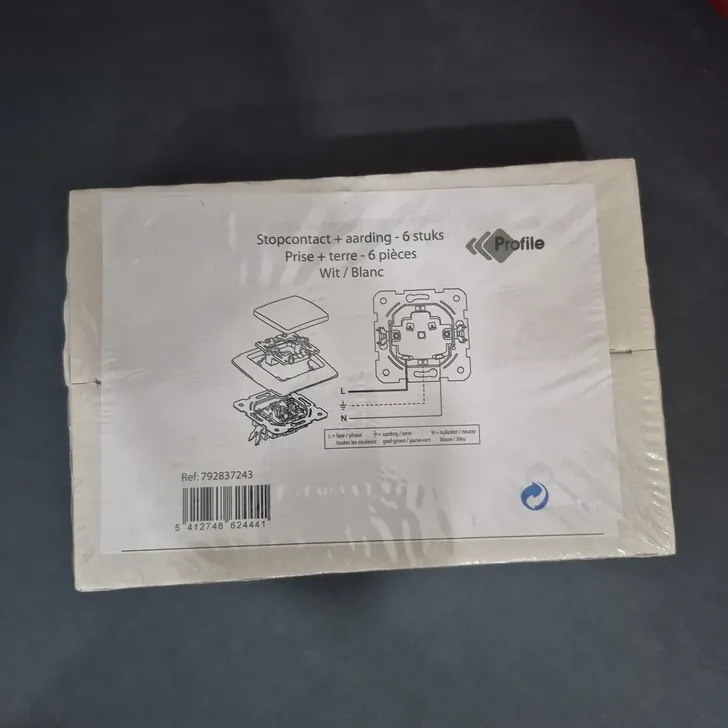 Stopcontact + aarding - 6 stuks
Prise + terre - 6 pièces
Wit / Blanc
Profile
L
N
L = fase / phase ⏚ = aarding / terre N = nulleider / neutre
toutes les couleurs geel-groen / jaune-vert blauw / bleu
Ref: 792837243
5 412748 624441